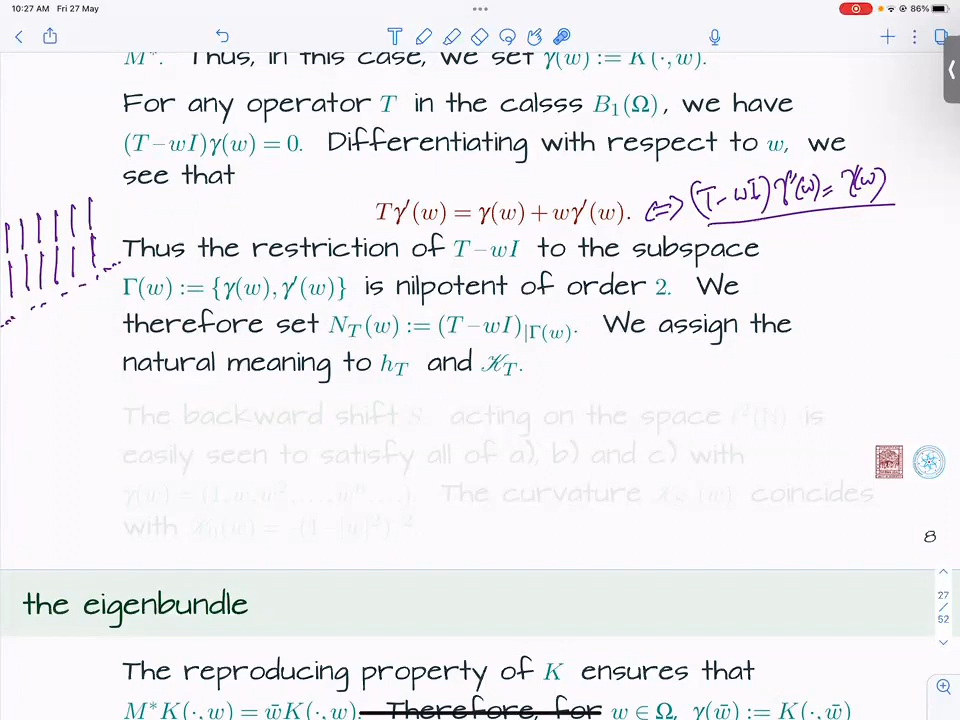 10:27 AM Fri 27 May
86%
M*. Thus, in this case, we set γ(w) := K(·, w).
For any operator T in the calsss B₁(Ω), we have
(T − wI)γ(w) = 0. Differentiating with respect to w, we
see that
Tγ′(w) = γ(w) + wγ′(w). ⇔ (T − wI) γ′(w) = γ(w)
Thus the restriction of T − wI to the subspace
Γ(w) := {γ(w), γ′(w)} is nilpotent of order 2. We
therefore set N_T(w) := (T − wI)_{|Γ(w)}. We assign the
natural meaning to h_T and 𝒦_T.
The backward shift S acting on the space ℓ²(ℕ) is
easily seen to satisfy all of a), b) and c) with
γ(w) = (1, w, w², ..., wⁿ, ...). The curvature coincides
with
8
the eigenbundle
27
/
52
The reproducing property of K ensures that
M*K(·, w) = w̄K(·, w). Therefore, for w ∈ Ω, γ(w̄) := K(·, w̄)